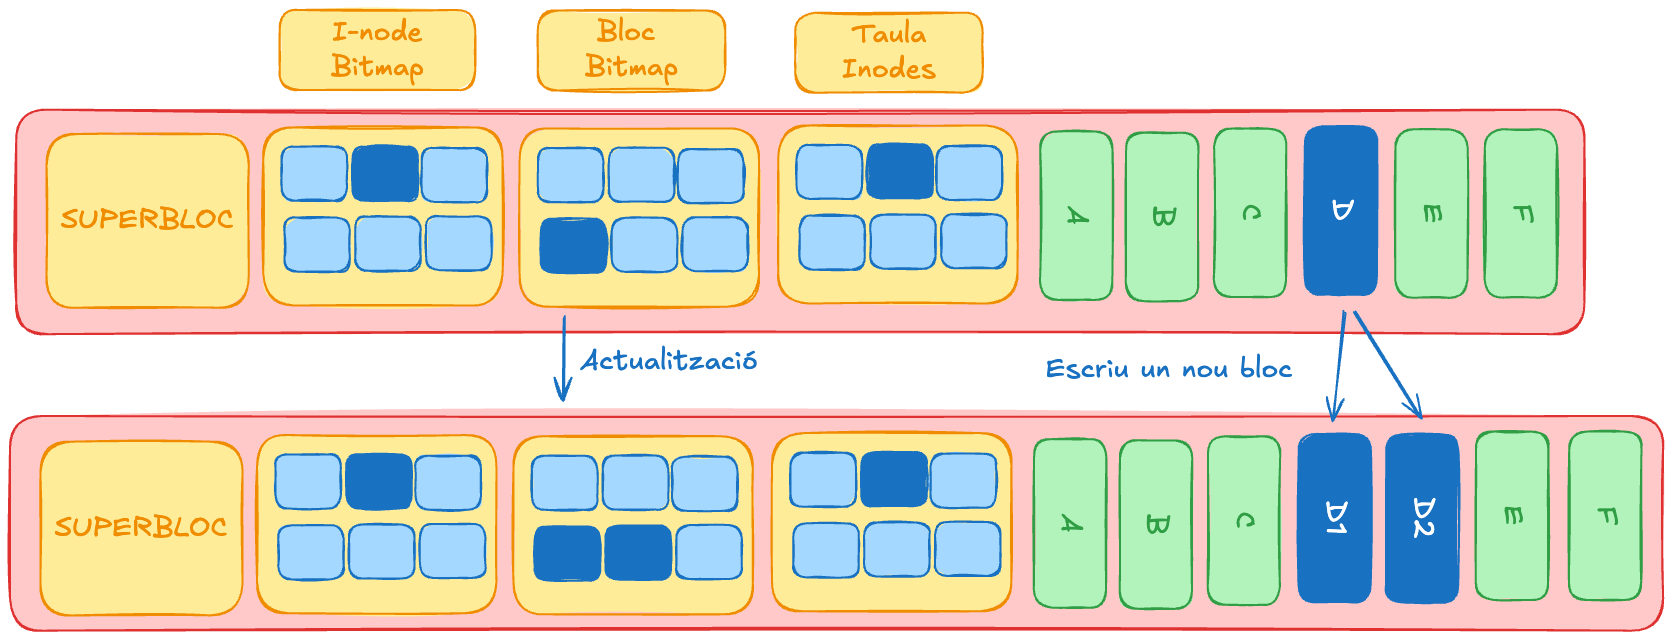 I-node
Bitmap
Bloc
Bitmap
Taula
Inodes
SUPERBLOC
A
B
C
D
E
F
Actualització
Escriu un nou bloc
SUPERBLOC
A
B
C
D1
D2
E
F